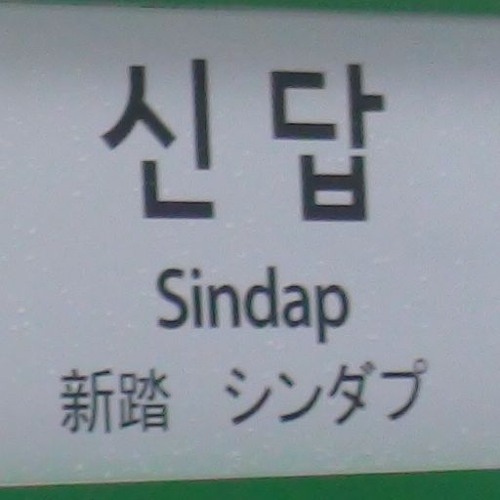 신답
Sindap
新踏 シンダプ